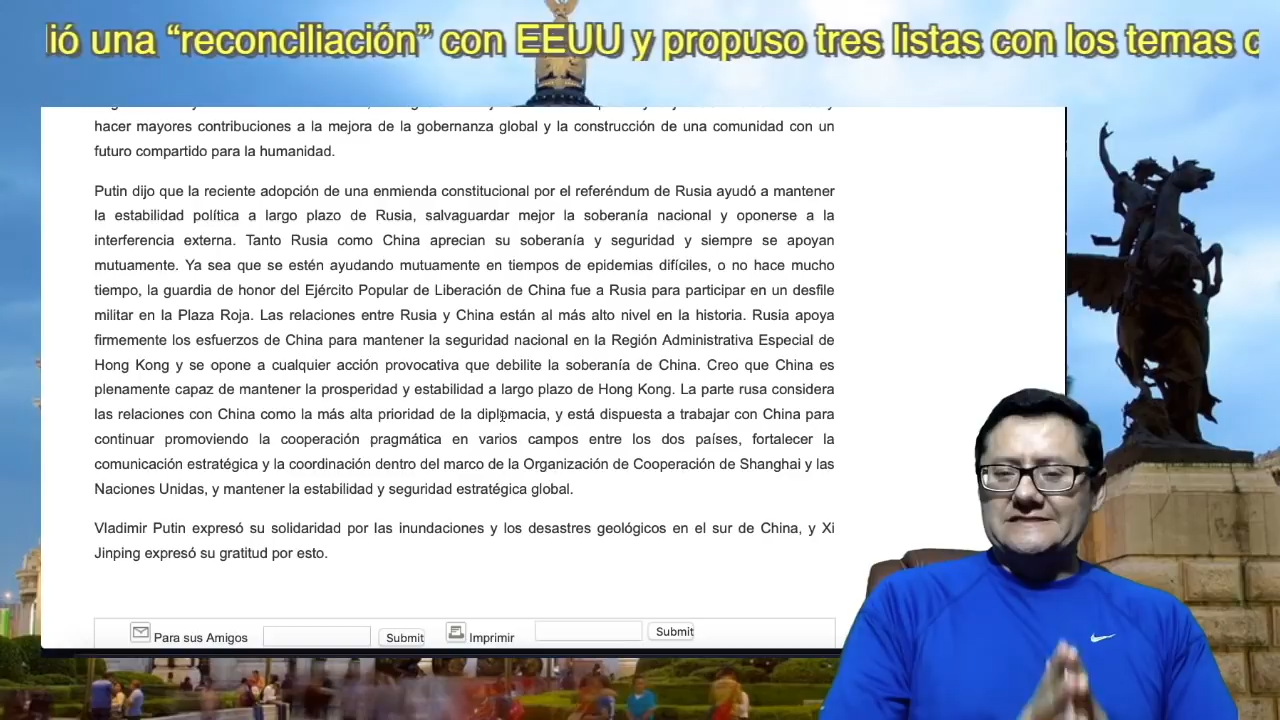 ió una “reconciliación” con EEUU y propuso tres listas con los temas
hacer mayores contribuciones a la mejora de la gobernanza global y la construcción de una comunidad con un
futuro compartido para la humanidad.
Putin dijo que la reciente adopción de una enmienda constitucional por el referéndum de Rusia ayudó a mantener
la estabilidad política a largo plazo de Rusia, salvaguardar mejor la soberanía nacional y oponerse a la
interferencia externa. Tanto Rusia como China aprecian su soberanía y seguridad y siempre se apoyan
mutuamente. Ya sea que se estén ayudando mutuamente en tiempos de epidemias difíciles, o no hace mucho
tiempo, la guardia de honor del Ejército Popular de Liberación de China fue a Rusia para participar en un desfile
militar en la Plaza Roja. Las relaciones entre Rusia y China están al más alto nivel en la historia. Rusia apoya
firmemente los esfuerzos de China para mantener la seguridad nacional en la Región Administrativa Especial de
Hong Kong y se opone a cualquier acción provocativa que debilite la soberanía de China. Creo que China es
plenamente capaz de mantener la prosperidad y estabilidad a largo plazo de Hong Kong. La parte rusa considera
las relaciones con China como la más alta prioridad de la diplomacia, y está dispuesta a trabajar con China para
continuar promoviendo la cooperación pragmática en varios campos entre los dos países, fortalecer la
comunicación estratégica y la coordinación dentro del marco de la Organización de Cooperación de Shanghai y las
Naciones Unidas, y mantener la estabilidad y seguridad estratégica global.
Vladimir Putin expresó su solidaridad por las inundaciones y los desastres geológicos en el sur de China, y Xi
Jinping expresó su gratitud por esto.
Para sus Amigos Submit Imprimir Submit